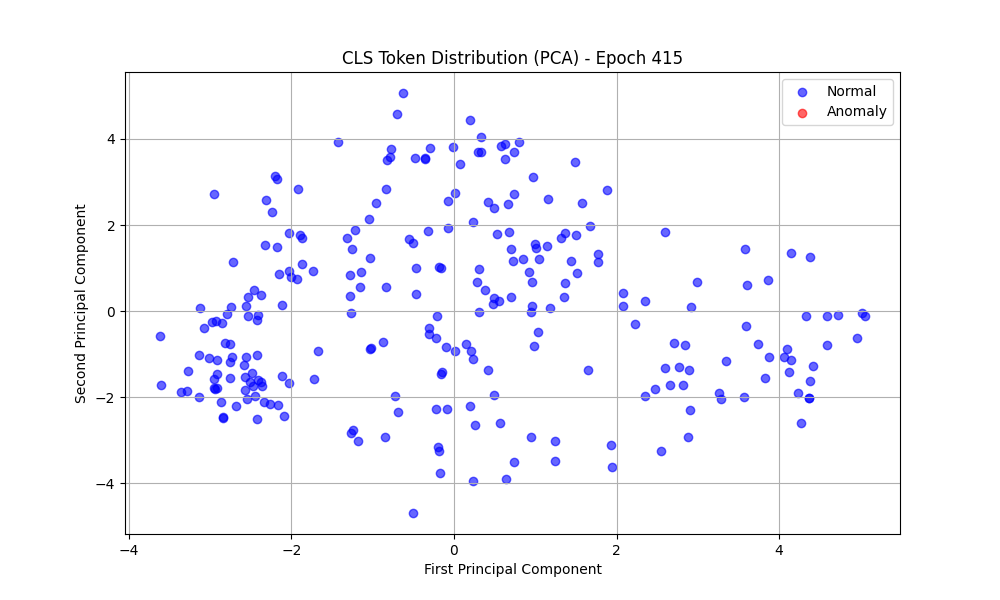 CLS Token Distribution (PCA) - Epoch 415
Normal
Anomaly
Second Principal Component
4
2
0
−2
−4
−4
−2
0
2
4
First Principal Component